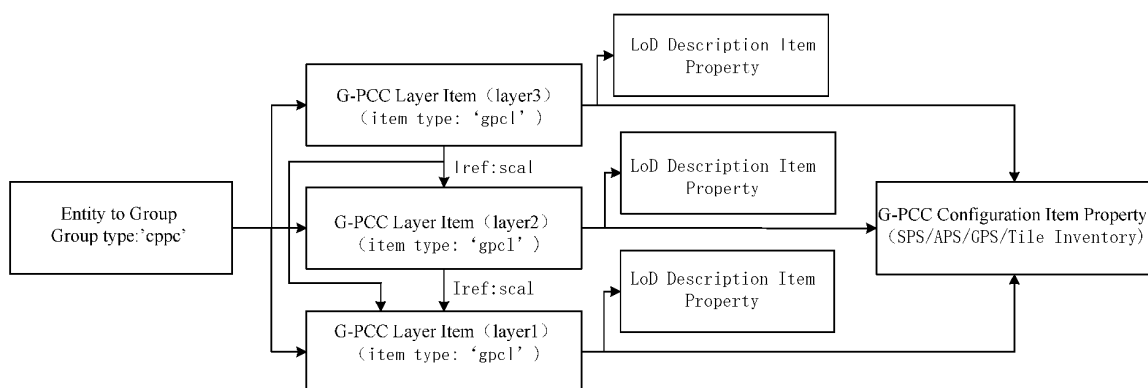 LoD Description Item
Property
G-PCC Layer Item（layer3）
(item type: ‘gpcl’)
Iref:scal
LoD Description Item
Property
Entity to Group
Group type:’cppc’
G-PCC Layer Item（layer2）
(item type: ‘gpcl’)
G-PCC Configuration Item Property
(SPS/APS/GPS/Tile Inventory)
Iref:scal
LoD Description Item
Property
G-PCC Layer Item（layer1）
(item type: ‘gpcl’)